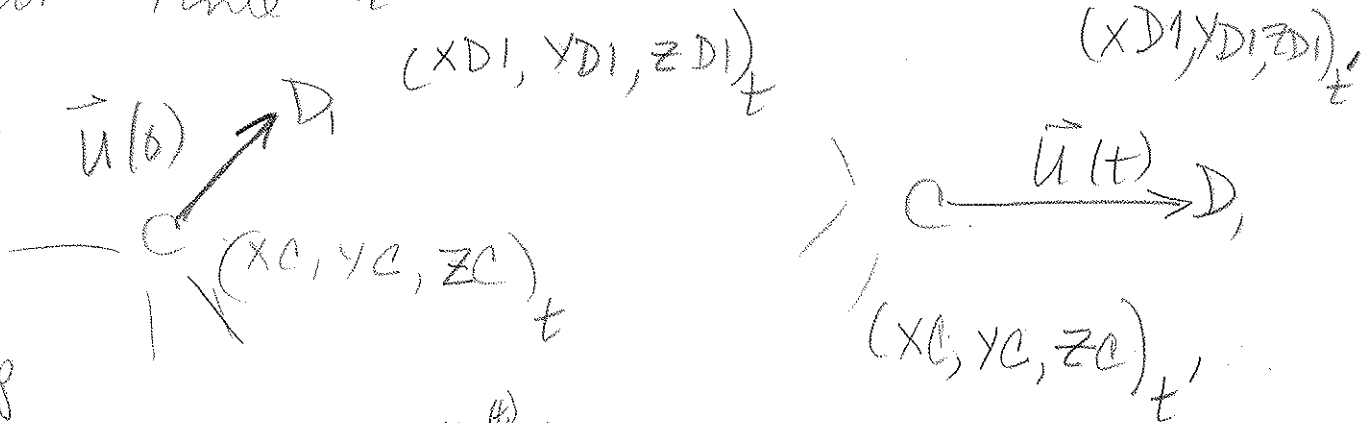 (XD1, YD1, ZD1)t (XD1, YD1, ZD1)t'
u⃗(0) D1 u⃗(t)
C C D1
(XC, YC, ZC)t
(XC, YC, ZC)t'
(t)